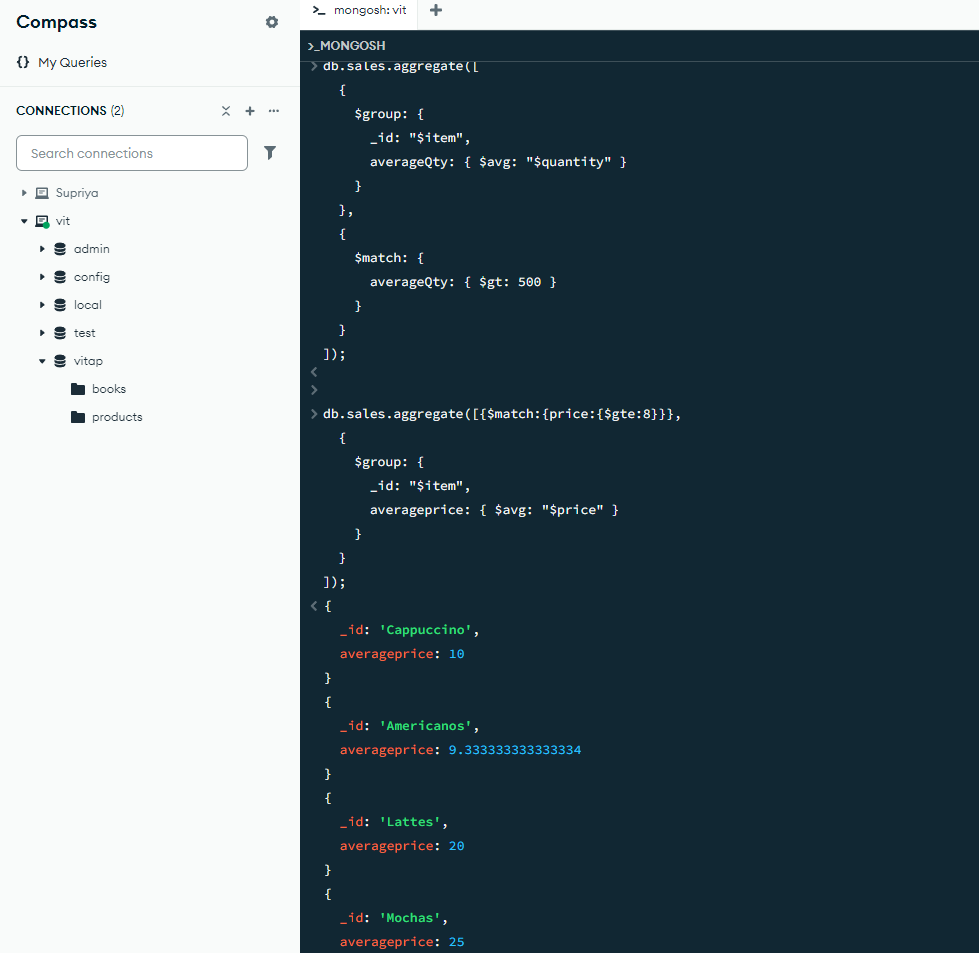 Compass
My Queries
CONNECTIONS (2)
Search connections
Supriya
vit
admin
config
local
test
vitap
books
products
>_ mongosh: vit +
>_MONGOSH
> db.sales.aggregate([
{
$group: {
_id: "$item",
averageQty: { $avg: "$quantity" }
}
},
{
$match: {
averageQty: { $gt: 500 }
}
}
]);
<
>
> db.sales.aggregate([{$match:{price:{$gte:8}}},
{
$group: {
_id: "$item",
averageprice: { $avg: "$price" }
}
}
]);
< {
_id: 'Cappuccino',
averageprice: 10
}
{
_id: 'Americanos',
averageprice: 9.333333333333334
}
{
_id: 'Lattes',
averageprice: 20
}
{
_id: 'Mochas',
averageprice: 25